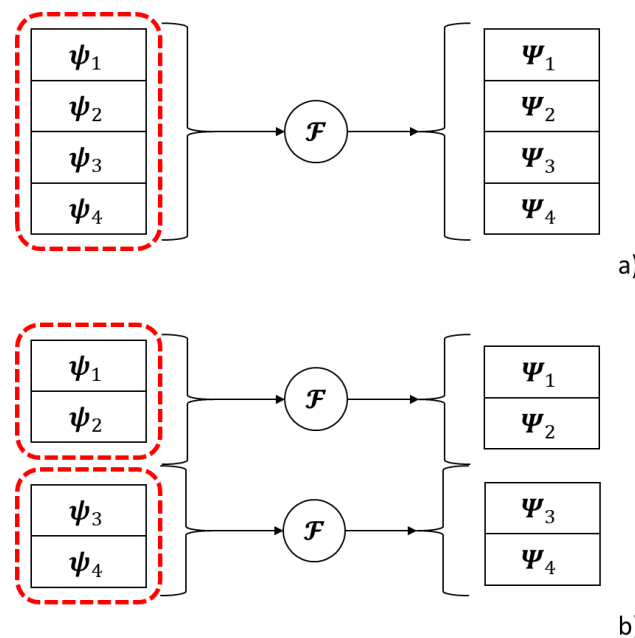 𝝍₁ 𝜳₁
𝝍₂ 𝜳₂
𝓕
𝝍₃ 𝜳₃
𝝍₄ 𝜳₄
a)
𝝍₁ 𝜳₁
𝓕
𝝍₂ 𝜳₂
𝝍₃ 𝜳₃
𝓕
𝝍₄ 𝜳₄
b)